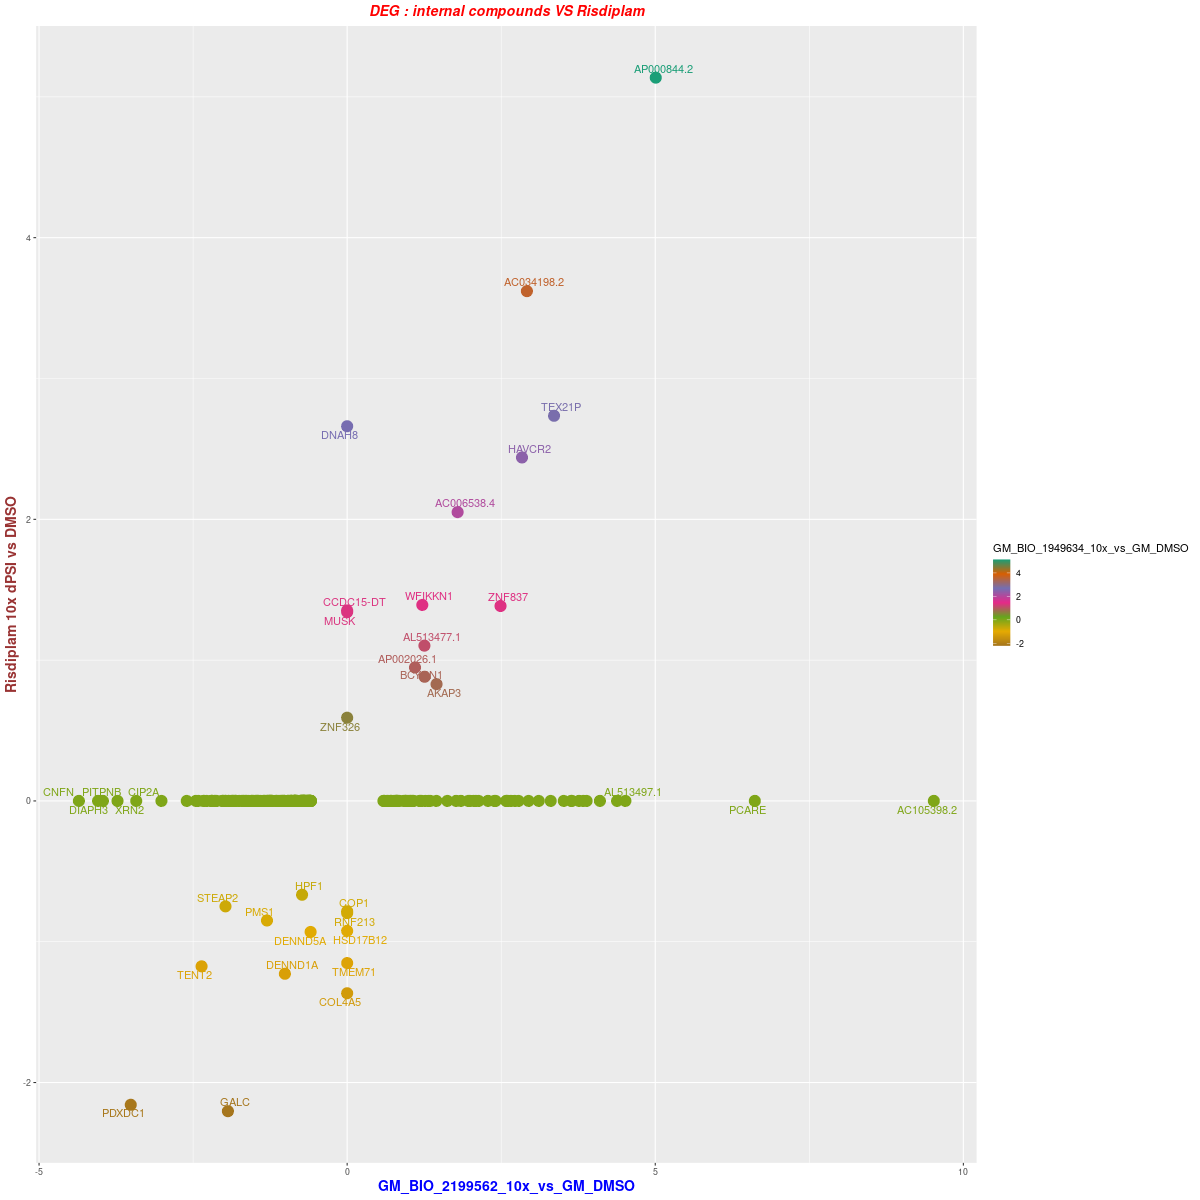 DEG : internal compounds VS Risdiplam
AP000844.2
4
AC034198.2
TEX21P
DNAH8
HAVCR2
AC006538.4
2
Risdiplam 10x dPSI vs DMSO
GM_BIO_1949634_10x_vs_GM_DMSO
4
2
0
-2
WFIKKN1
ZNF837
CCDC15-DT
MUSK
AL513477.1
AP002026.1
AKAP3
ZNF326
CNFN
PITPNB
CIP2A
AL513497.1
0
DIAPH3
XRN2
PCARE
AC105398.2
HPF1
STEAP2
COP1
PMS1
RNF213
DENND5A
HSD17B12
DENND1A
TENT2
TMEM71
COL4A5
-2
GALC
PDXDC1
-5
0
5
10
GM_BIO_2199562_10x_vs_GM_DMSO